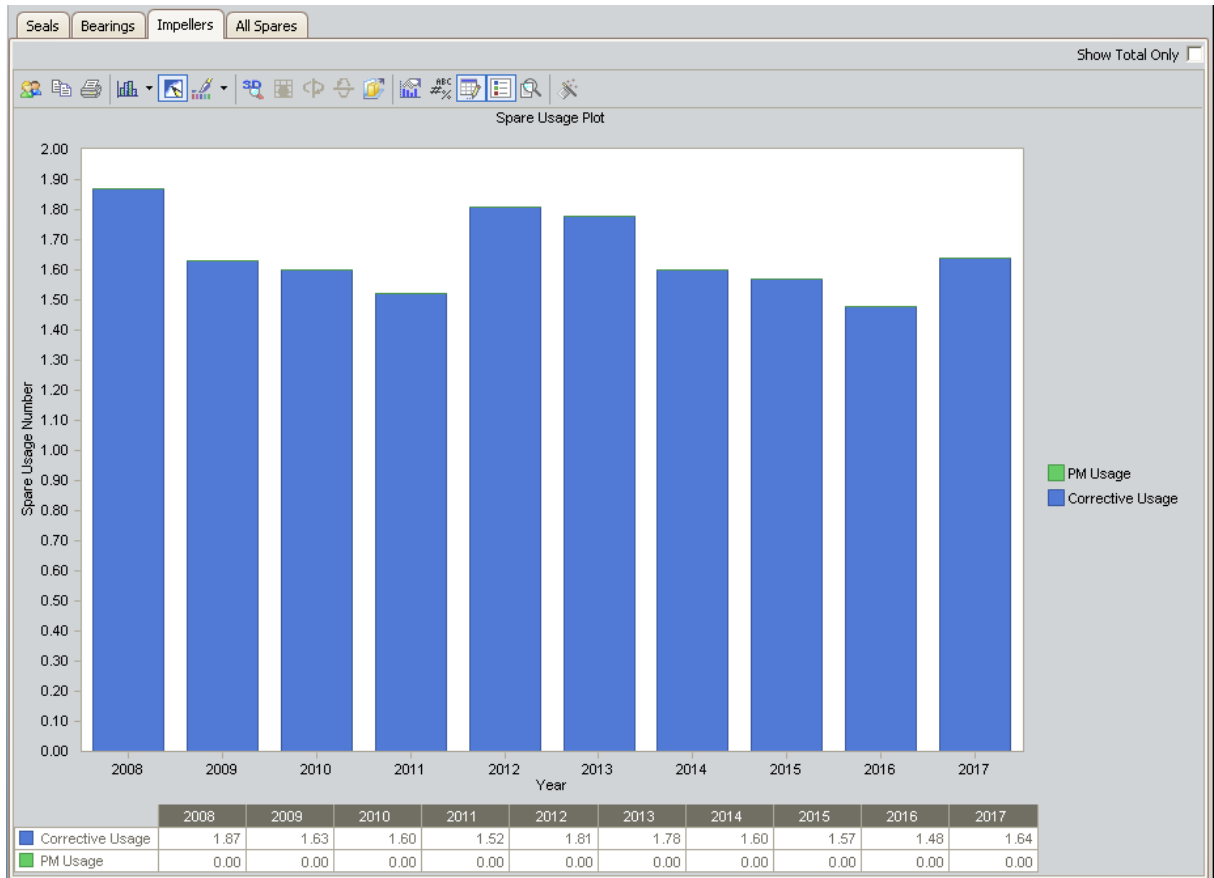 Seals Bearings Impellers All Spares
Show Total Only
3D ABC #%
Spare Usage Plot
2.00
1.90
1.80
1.70
1.60
1.50
1.40
1.30
1.20
1.10
1.00
0.90
0.80
0.70
0.60
0.50
0.40
0.30
0.20
0.10
0.00
Spare Usage Number
2008 2009 2010 2011 2012 2013 2014 2015 2016 2017
Year
PM Usage
Corrective Usage
2008 2009 2010 2011 2012 2013 2014 2015 2016 2017
Corrective Usage 1.87 1.63 1.60 1.52 1.81 1.78 1.60 1.57 1.48 1.64
PM Usage 0.00 0.00 0.00 0.00 0.00 0.00 0.00 0.00 0.00 0.00